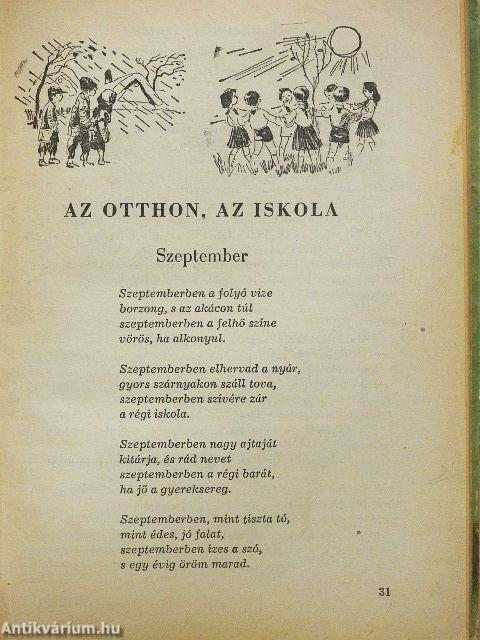 AZ OTTHON, AZ ISKOLA
Szeptember
Szeptemberben a folyó vize
borzong, s az akácon túl
szeptemberben a felhő színe
vörös, ha alkonyul.
Szeptemberben elhervad a nyár,
gyors szárnyakon száll tova,
szeptemberben szívére zár
a régi iskola.
Szeptemberben nagy ajtaját
kitárja, és rád nevet
szeptemberben a régi barát,
ha jő a gyereksereg.
Szeptemberben, mint tiszta tó,
mint édes, jó falat,
szeptemberben ízes a szó,
s egy évig öröm marad.
31
Antikvárium.hu